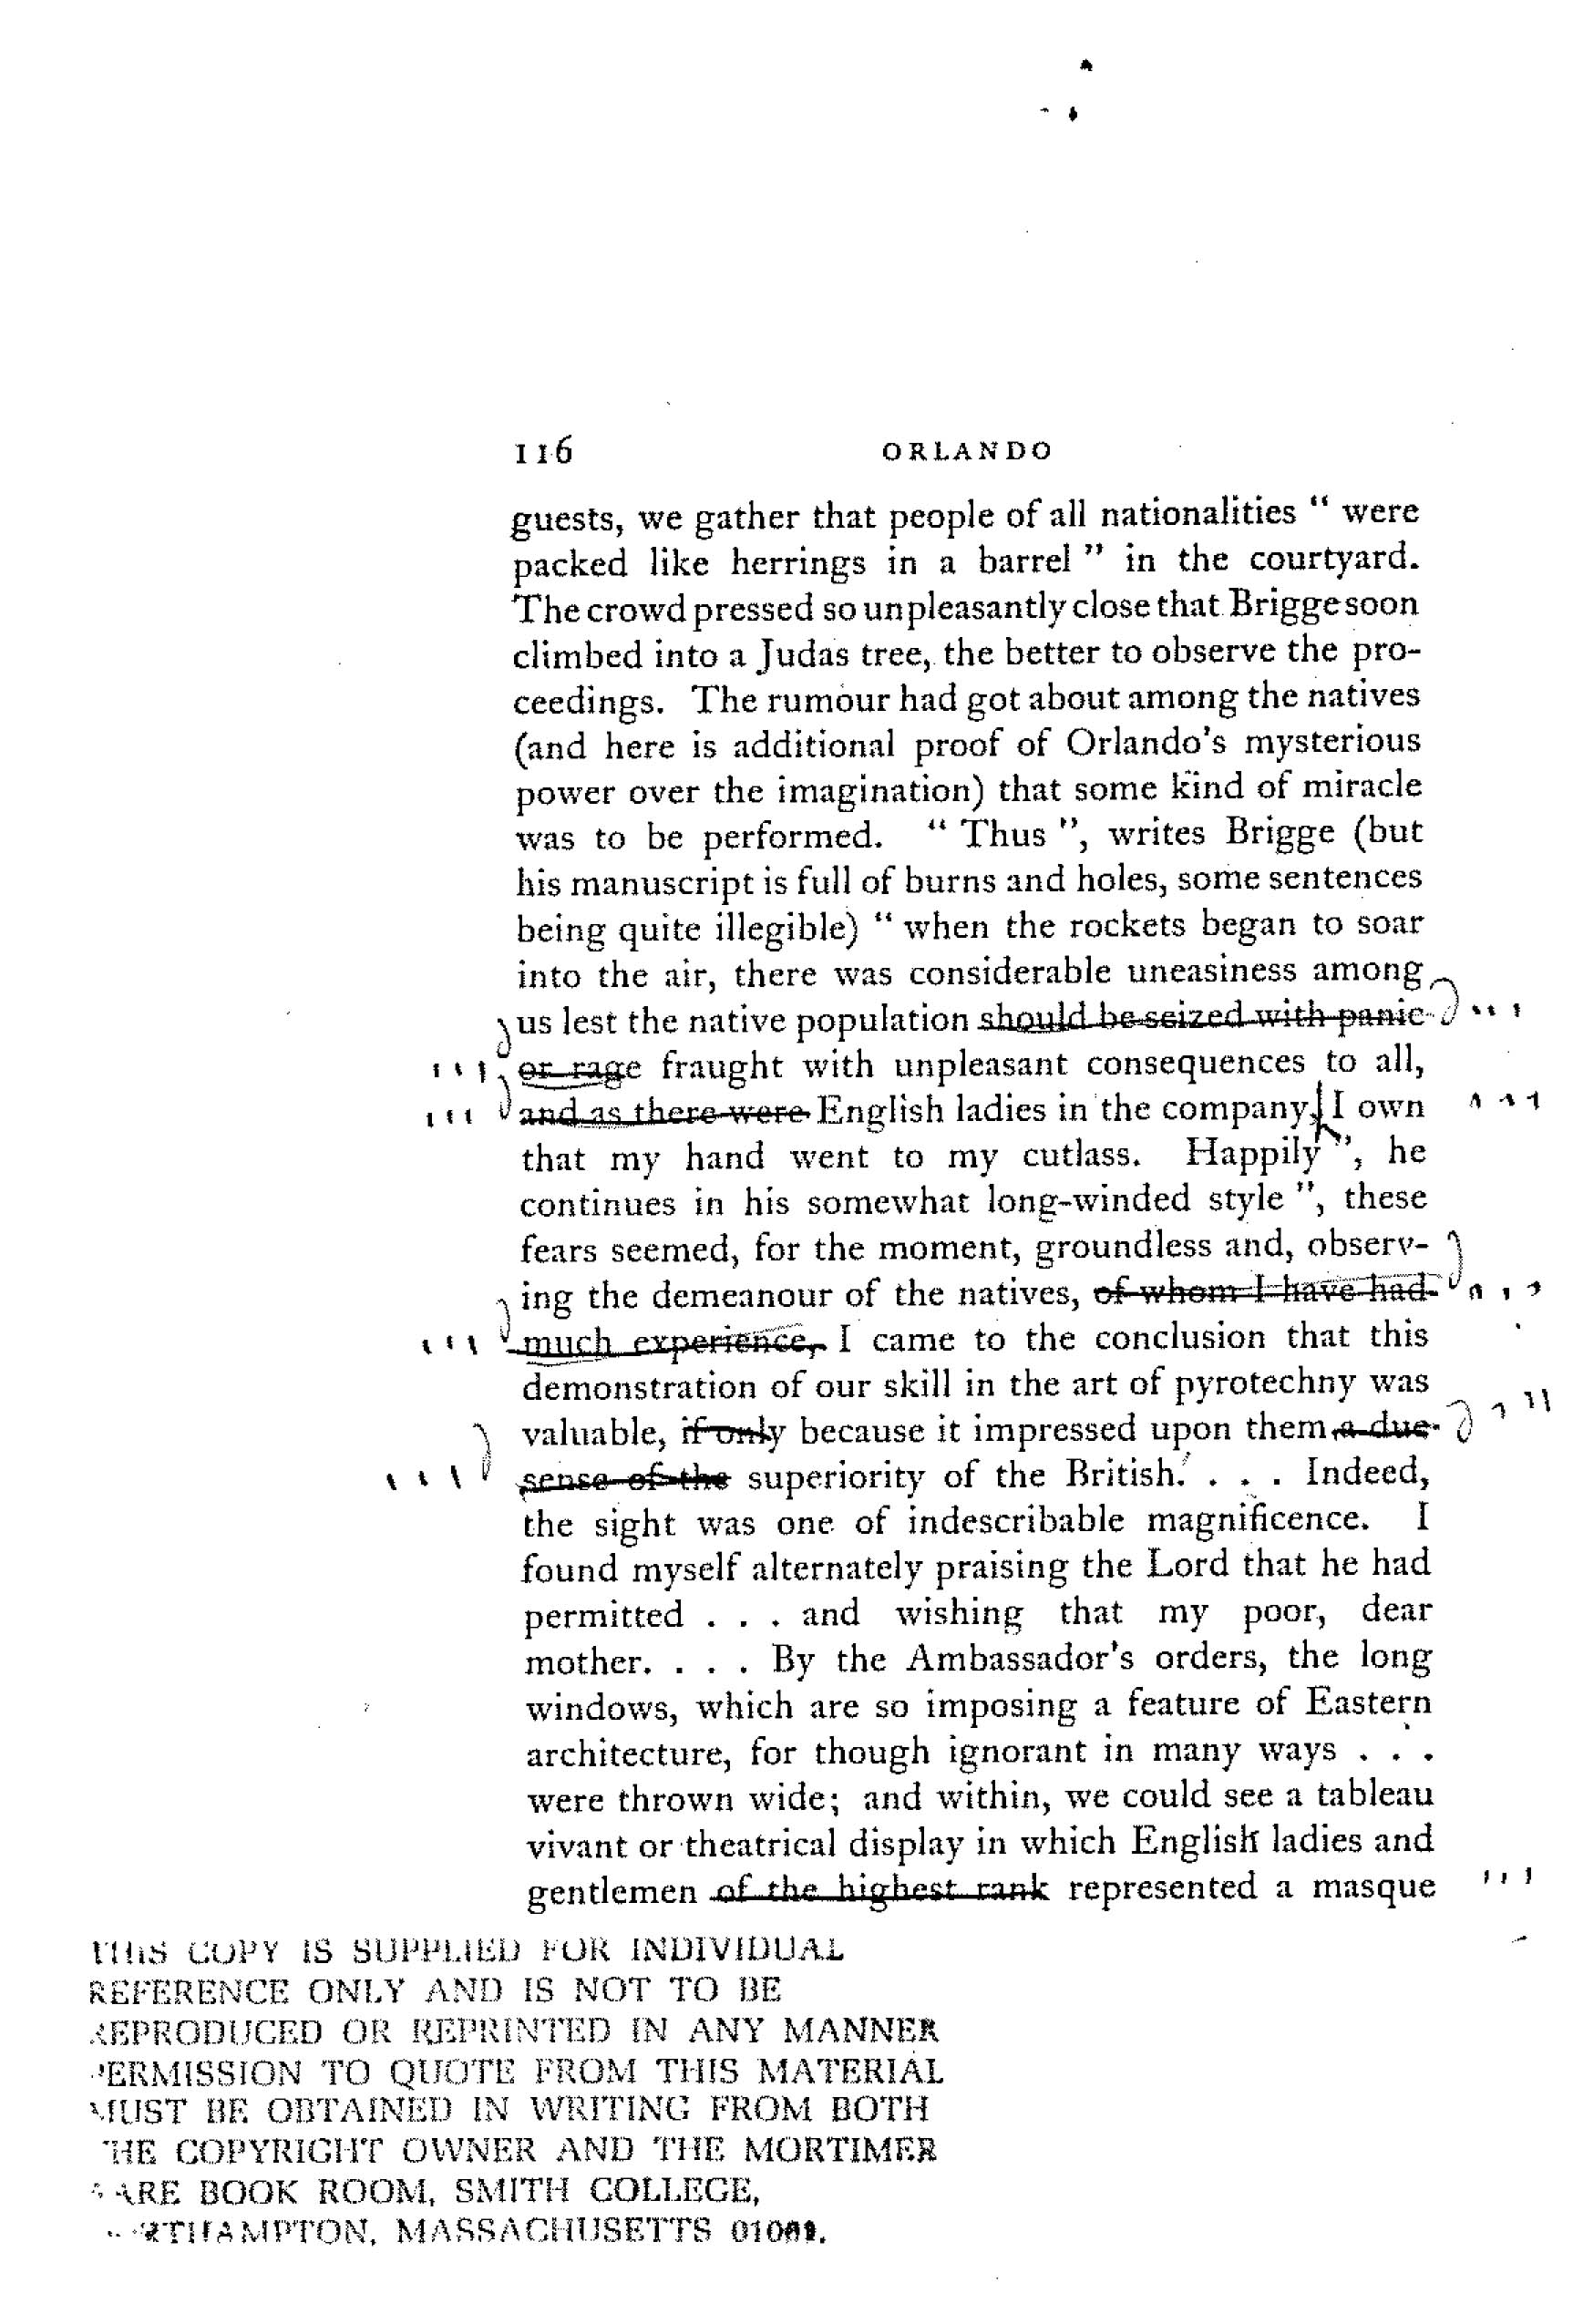 116 ORLANDO
guests, we gather that people of all nationalities “ were
packed like herrings in a barrel ” in the courtyard.
The crowd pressed so unpleasantly close that Brigge soon
climbed into a Judas tree, the better to observe the pro-
ceedings. The rumour had got about among the natives
(and here is additional proof of Orlando's mysterious
power over the imagination) that some kind of miracle
was to be performed. “ Thus ”, writes Brigge (but
his manuscript is full of burns and holes, some sentences
being quite illegible) “ when the rockets began to soar
into the air, there was considerable uneasiness among
us lest the native population should be seized with panic
or rage fraught with unpleasant consequences to all,
and as there were English ladies in the company, I own
that my hand went to my cutlass. Happily ”, he
continues in his somewhat long-winded style ”, these
fears seemed, for the moment, groundless and, observ-
ing the demeanour of the natives, of whom I have had
much experience, I came to the conclusion that this
demonstration of our skill in the art of pyrotechny was
valuable, if only because it impressed upon them a due
sense of the superiority of the British. . . . Indeed,
the sight was one of indescribable magnificence. I
found myself alternately praising the Lord that he had
permitted . . . and wishing that my poor, dear
mother. . . . By the Ambassador's orders, the long
windows, which are so imposing a feature of Eastern
architecture, for though ignorant in many ways . . .
were thrown wide; and within, we could see a tableau
vivant or theatrical display in which English ladies and
gentlemen of the highest rank represented a masque
THIS COPY IS SUPPLIED FOR INDIVIDUAL
REFERENCE ONLY AND IS NOT TO BE
REPRODUCED OR REPRINTED IN ANY MANNER
PERMISSION TO QUOTE FROM THIS MATERIAL
MUST BE OBTAINED IN WRITING FROM BOTH
THE COPYRIGHT OWNER AND THE MORTIMER
RARE BOOK ROOM, SMITH COLLEGE,
NORTHAMPTON, MASSACHUSETTS